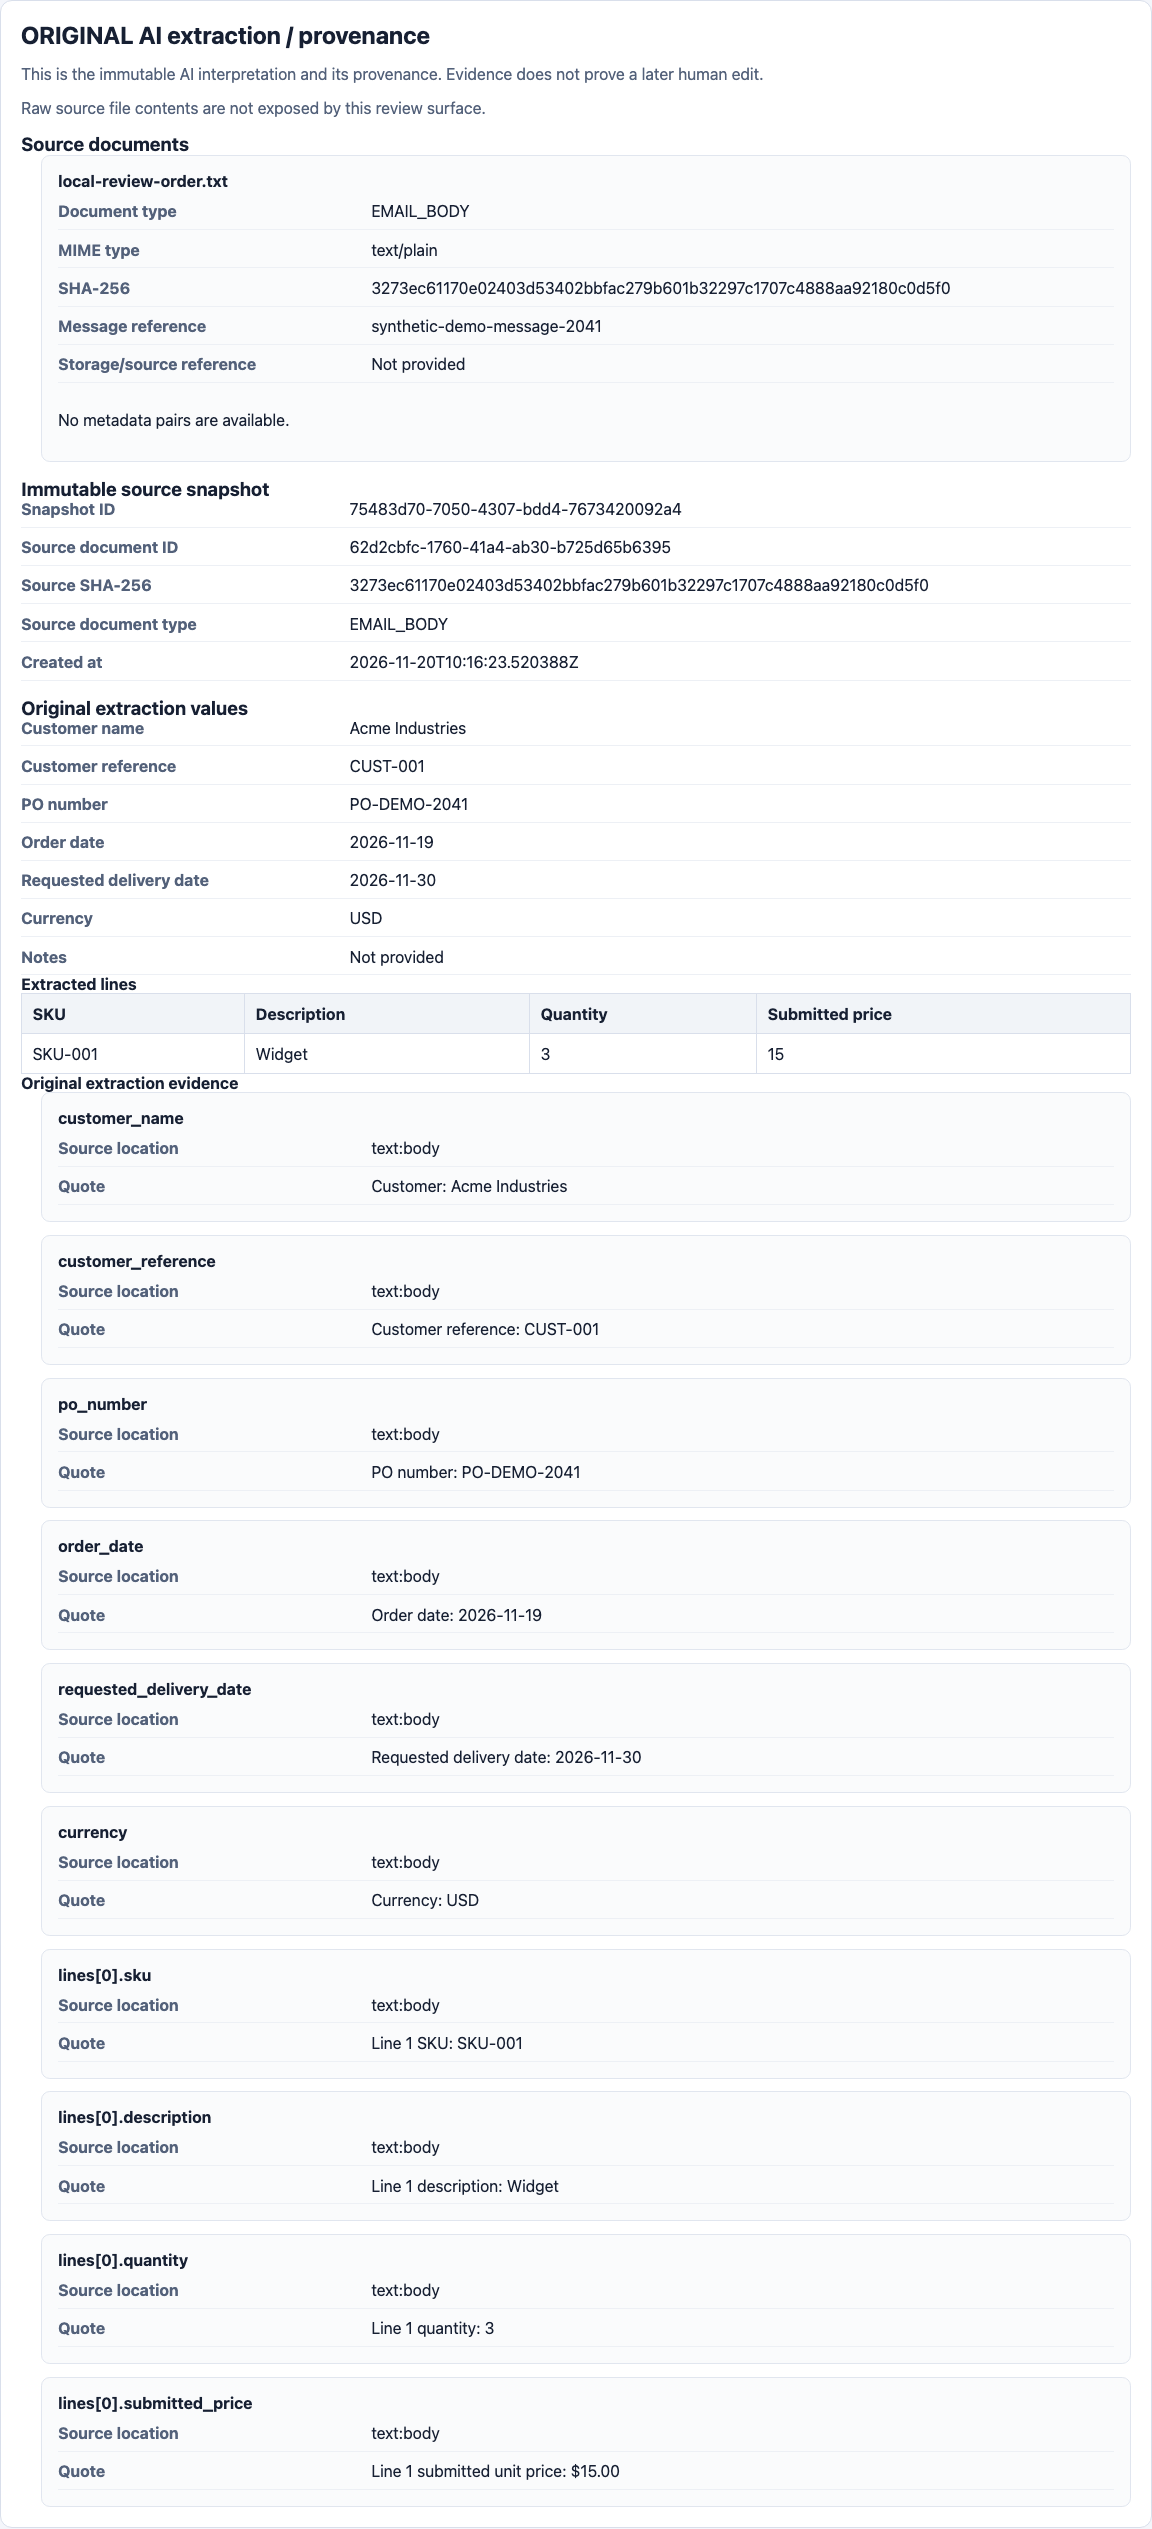 ORIGINAL AI extraction / provenance
This is the immutable AI interpretation and its provenance. Evidence does not prove a later human edit.
Raw source file contents are not exposed by this review surface.
Source documents
local-review-order.txt
Document type EMAIL_BODY
MIME type text/plain
SHA-256 3273ec61170e02403d53402bbfac279b601b32297c1707c4888aa92180c0d5f0
Message reference synthetic-demo-message-2041
Storage/source reference Not provided
No metadata pairs are available.
Immutable source snapshot
Snapshot ID 75483d70-7050-4307-bdd4-7673420092a4
Source document ID 62d2cbfc-1760-41a4-ab30-b725d65b6395
Source SHA-256 3273ec61170e02403d53402bbfac279b601b32297c1707c4888aa92180c0d5f0
Source document type EMAIL_BODY
Created at 2026-11-20T10:16:23.520388Z
Original extraction values
Customer name Acme Industries
Customer reference CUST-001
PO number PO-DEMO-2041
Order date 2026-11-19
Requested delivery date 2026-11-30
Currency USD
Notes Not provided
Extracted lines
SKU Description Quantity Submitted price
SKU-001 Widget 3 15
Original extraction evidence
customer_name
Source location text:body
Quote Customer: Acme Industries
customer_reference
Source location text:body
Quote Customer reference: CUST-001
po_number
Source location text:body
Quote PO number: PO-DEMO-2041
order_date
Source location text:body
Quote Order date: 2026-11-19
requested_delivery_date
Source location text:body
Quote Requested delivery date: 2026-11-30
currency
Source location text:body
Quote Currency: USD
lines[0].sku
Source location text:body
Quote Line 1 SKU: SKU-001
lines[0].description
Source location text:body
Quote Line 1 description: Widget
lines[0].quantity
Source location text:body
Quote Line 1 quantity: 3
lines[0].submitted_price
Source location text:body
Quote Line 1 submitted unit price: $15.00